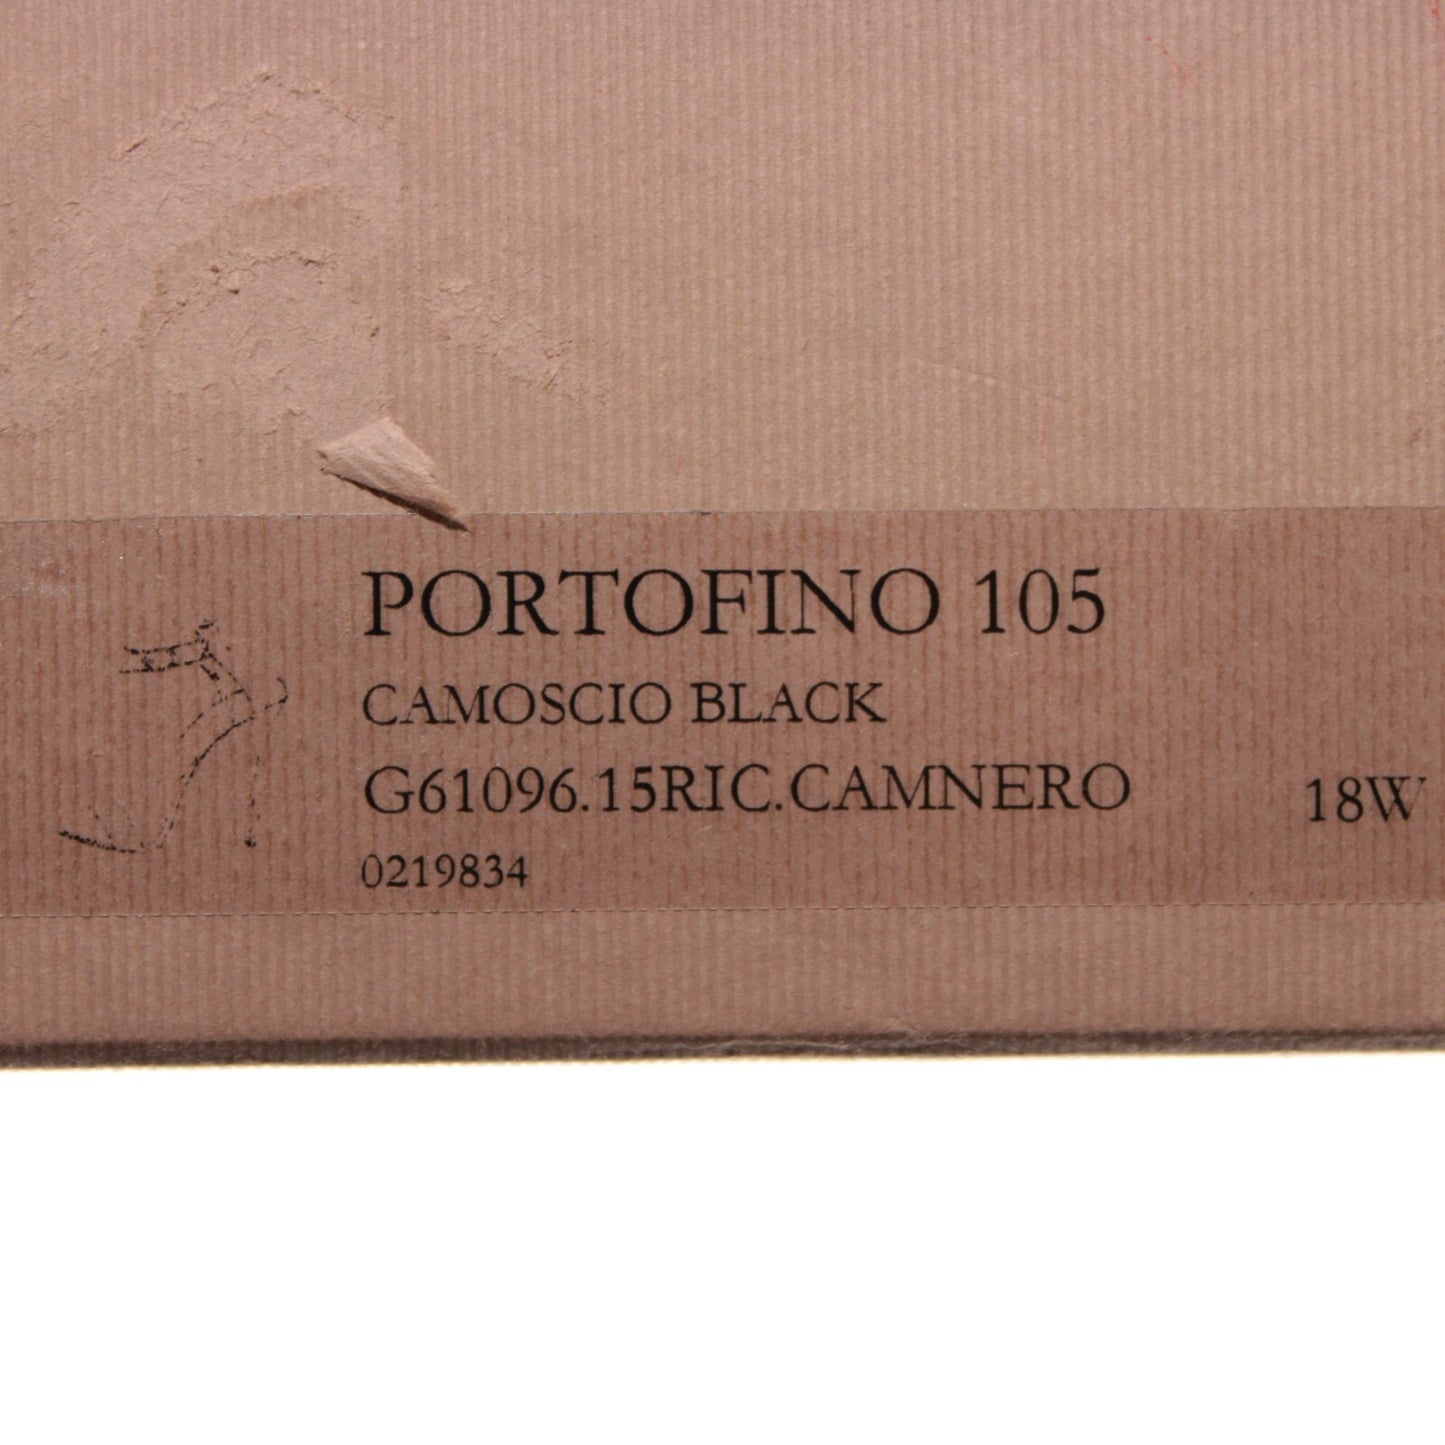 PORTOFINO 105
CAMOSCIO BLACK
G61096.15RIC.CAMNERO 18W
0219834